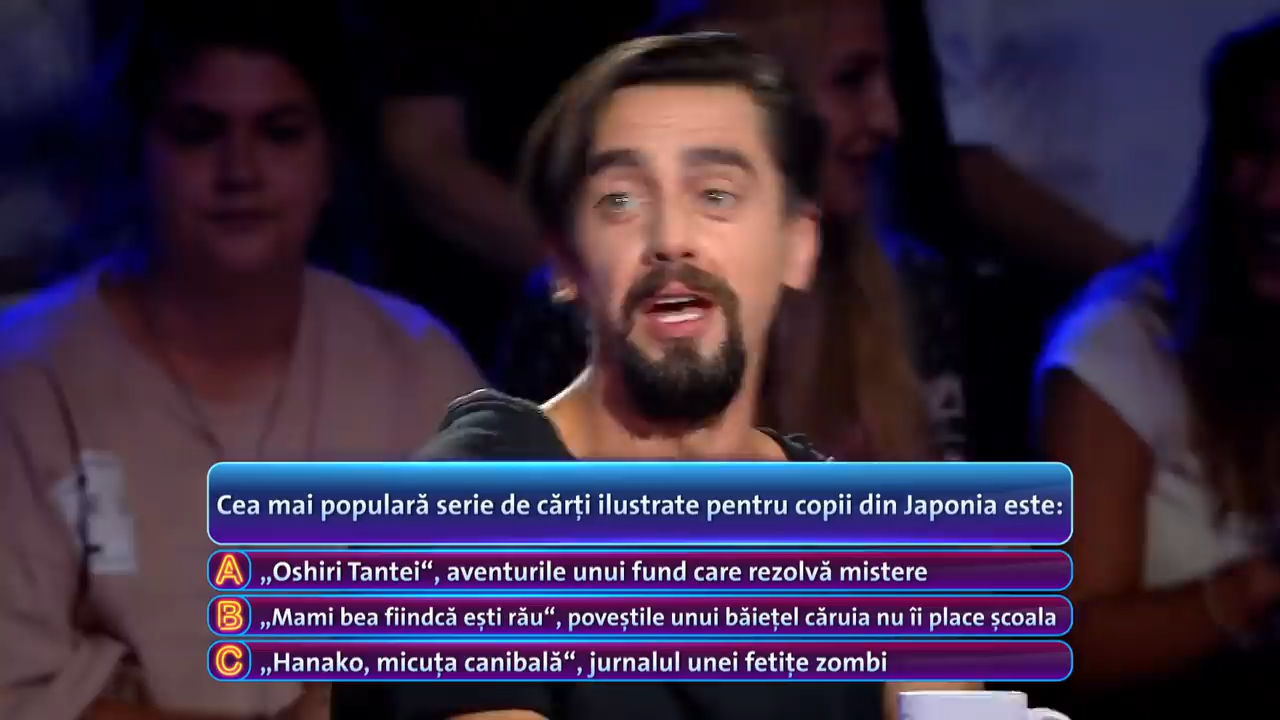 Cea mai populară serie de cărți ilustrate pentru copii din Japonia este:
A „Oshiri Tantei“, aventurile unui fund care rezolvă mistere
B „Mami bea fiindcă ești rău“, poveștile unui băiețel căruia nu îi place școala
C „Hanako, micuța canibală“, jurnalul unei fetițe zombi